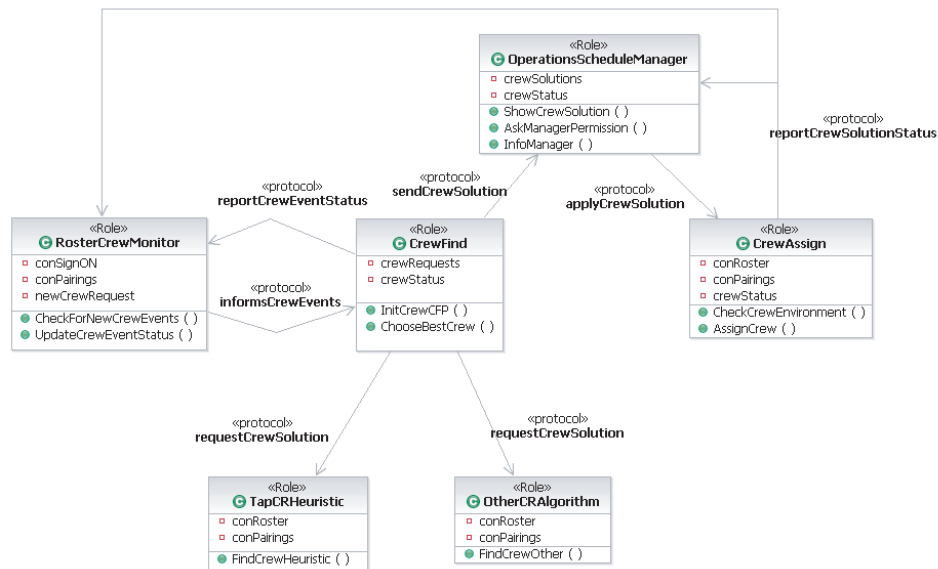 «Role»
OperationsScheduleManager
crewSolutions
crewStatus
ShowCrewSolution ( )
AskManagerPermission ( )
InfoManager ( )
«protocol»
reportCrewSolutionStatus
«protocol»
sendCrewSolution
«protocol»
applyCrewSolution
«protocol»
reportCrewEventStatus
«Role»
RosterCrewMonitor
conSignON
conPairings
newCrewRequest
CheckForNewCrewEvents ( )
UpdateCrewEventStatus ( )
«protocol»
informsCrewEvents
«Role»
CrewFind
crewRequests
crewStatus
InitCrewCFP ( )
ChooseBestCrew ( )
«Role»
CrewAssign
conRoster
conPairings
crewStatus
CheckCrewEnvironment ( )
AssignCrew ( )
«protocol»
requestCrewSolution
«protocol»
requestCrewSolution
«Role»
TapCRHeuristic
conRoster
conPairings
FindCrewHeuristic ( )
«Role»
OtherCRAlgorithm
conRoster
conPairings
FindCrewOther ( )